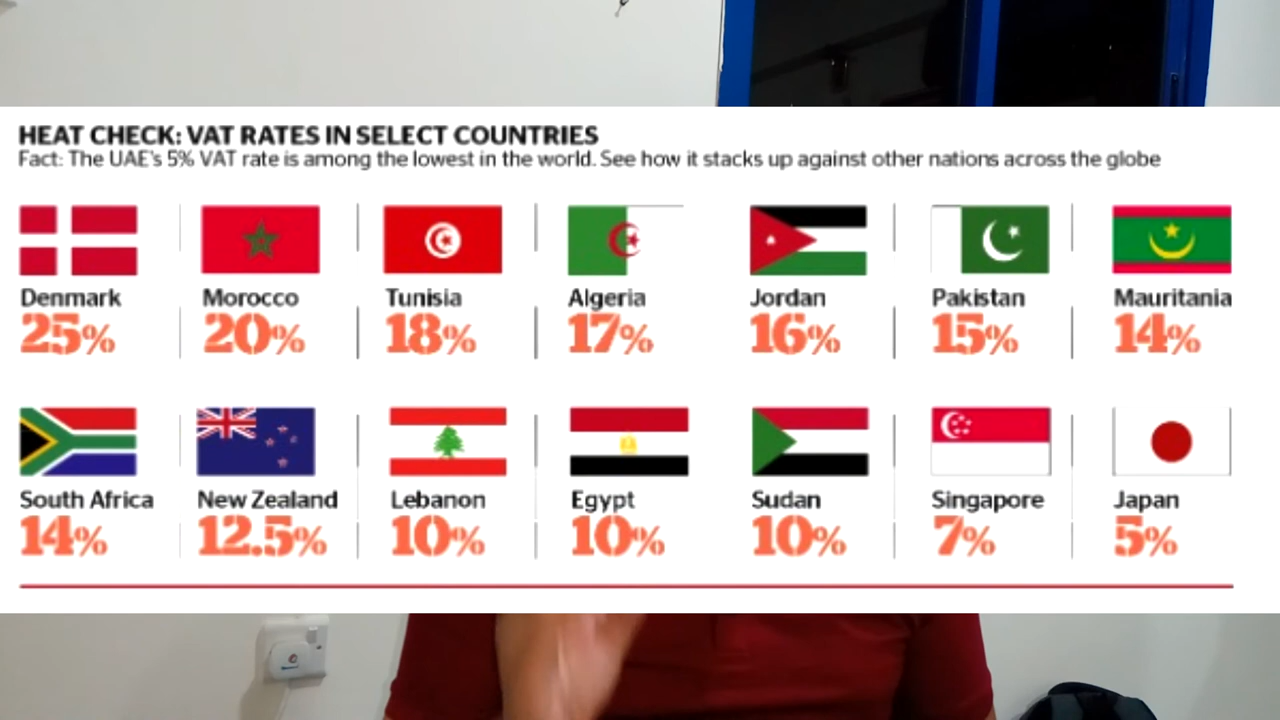 HEAT CHECK: VAT RATES IN SELECT COUNTRIES
Fact: The UAE's 5% VAT rate is among the lowest in the world. See how it stacks up against other nations across the globe
Denmark Morocco Tunisia Algeria Jordan Pakistan Mauritania
25% 20% 18% 17% 16% 15% 14%
South Africa New Zealand Lebanon Egypt Sudan Singapore Japan
14% 12.5% 10% 10% 10% 7% 5%